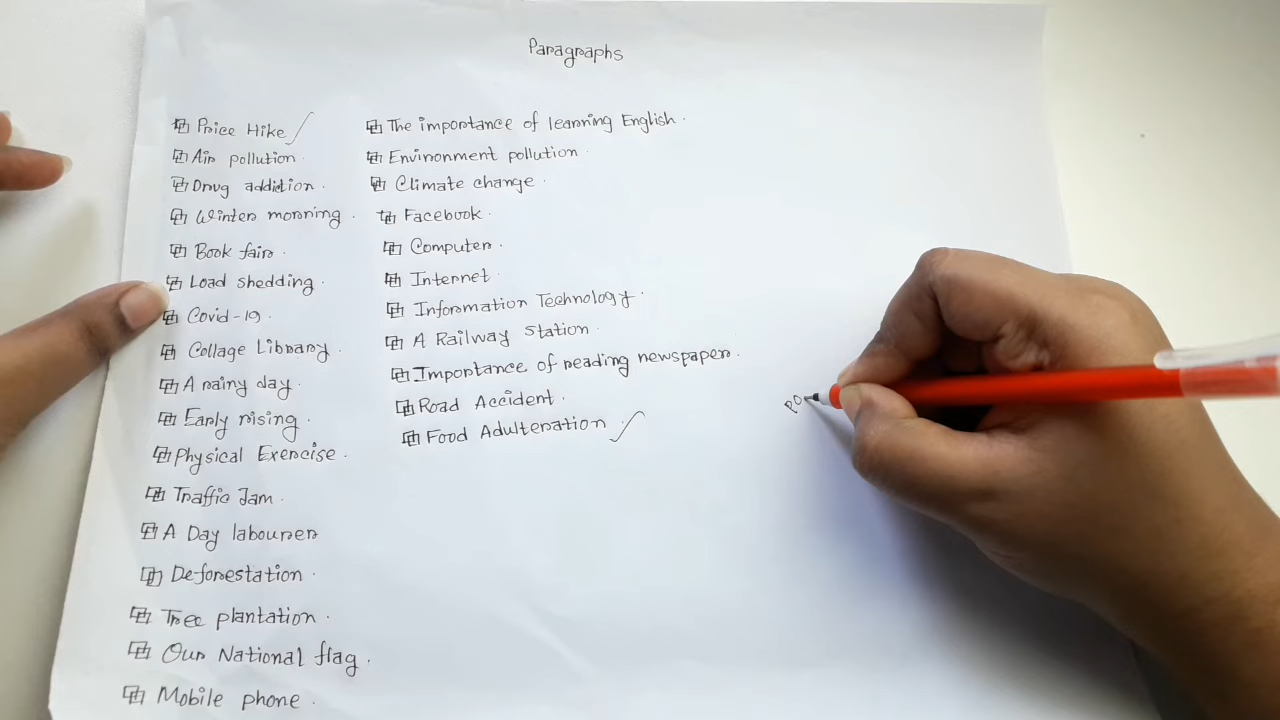 Paragraphs
Price Hike
Air pollution.
Drug addiction.
Winter morning.
Book fair.
Load shedding.
Covid-19.
Collage Library.
A rainy day.
Early rising.
Physical Exercise.
Traffic Jam.
A Day labourer
Deforestation.
Tree plantation.
Our National flag.
Mobile phone.
The importance of learning English.
Environment pollution.
Climate change.
Facebook.
Computer.
Internet.
Information Technology.
A Railway station.
Importance of reading newspaper.
Road Accident.
Food Adulteration.
Po